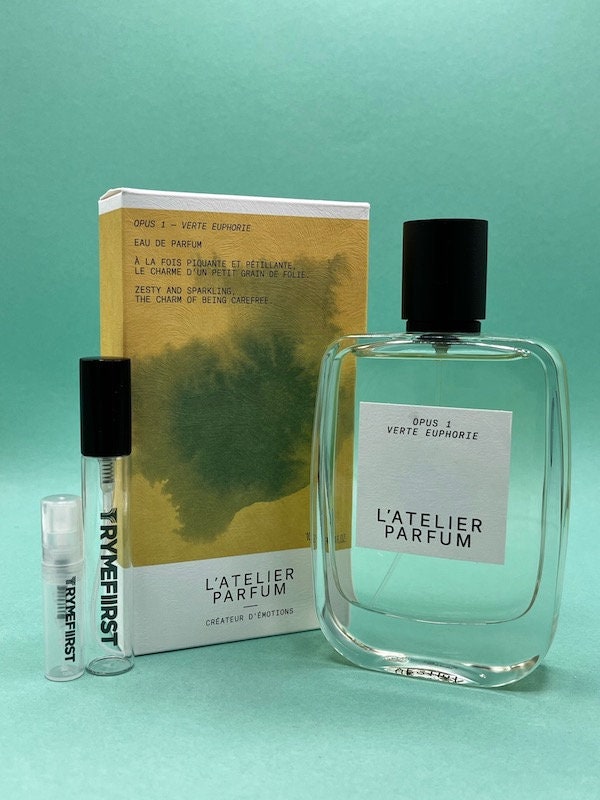 OPUS 1 — VERTE EUPHORIE
EAU DE PARFUM
À LA FOIS PIQUANTE ET PÉTILLANTE,
LE CHARME D'UN PETIT GRAIN DE FOLIE.
ZESTY AND SPARKLING,
THE CHARM OF BEING CAREFREE.
L'ATELIER
PARFUM
CRÉATEUR D'ÉMOTIONS
OPUS 1
VERTE EUPHORIE
L'ATELIER
PARFUM
TRYMEFIIRST
TRYMEFIIRST